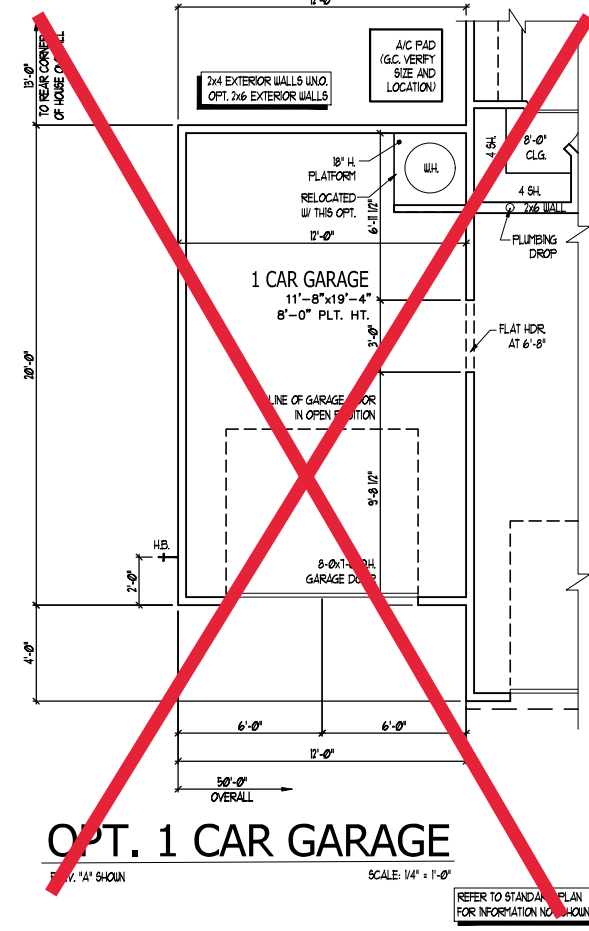 12'-0"
A/C PAD
(G.C. VERIFY
SIZE AND
LOCATION)
2x4 EXTERIOR WALLS U.N.O.
OPT. 2x6 EXTERIOR WALLS
13'-0"
TO REAR CORNER
OF HOUSE
18" H.
PLATFORM
W.H.
4 SH.
8'-0"
CLG.
RELOCATED
W/ THIS OPT.
4 SH.
2x6 WALL
6'-11 1/2"
12'-0"
PLUMBING
DROP
1 CAR GARAGE
11'-8"x19'-4"
8'-0" PLT. HT.
3'-0"
FLAT HDR.
AT 6'-8"
20'-0"
LINE OF GARAGE DOOR
IN OPEN POSITION
9'-8 1/2"
H.B.
2'-0"
GARAGE DOOR
4'-0"
6'-0"
6'-0"
12'-0"
50'-0"
OVERALL
OPT. 1 CAR GARAGE
ELEV. "A" SHOWN
SCALE: 1/4" = 1'-0"
REFER TO STANDARD PLAN
FOR INFORMATION NOT SHOWN